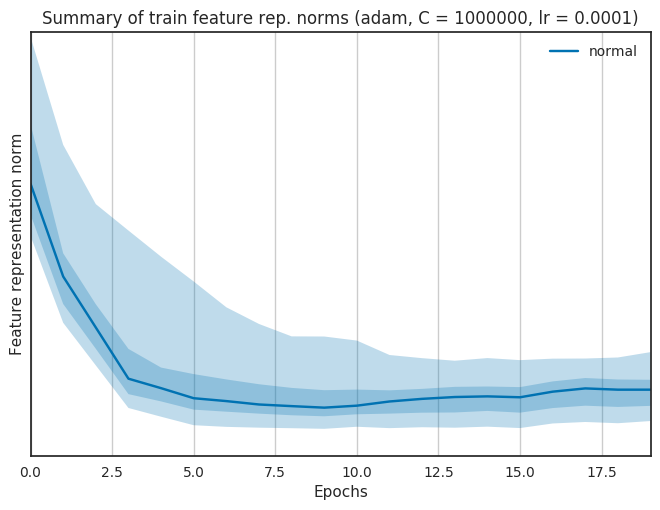 Summary of train feature rep. norms (adam, C = 1000000, lr = 0.0001)
normal
Feature representation norm
0.0 2.5 5.0 7.5 10.0 12.5 15.0 17.5
Epochs